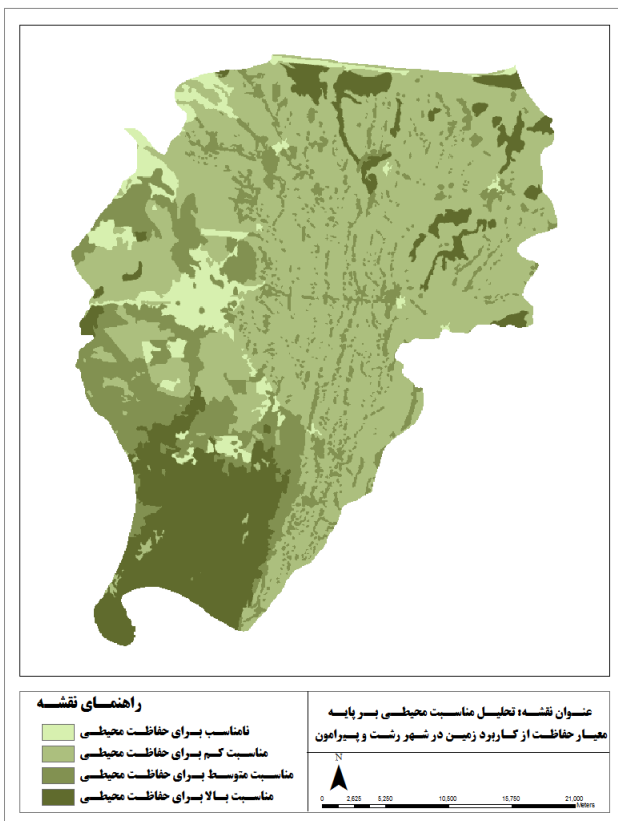 راهنمای نقشه
نامناسب برای حفاظت محیطی
مناسبت کم برای حفاظت محیطی
مناسبت متوسط برای حفاظت محیطی
مناسبت بالا برای حفاظت محیطی
عنوان نقشه: تحلیل مناسبت محیطی بر پایه
معیار حفاظت از کاربرد زمین در شهر رشت و پیرامون
N
0 2,625 5,250 10,500 15,750 21,000
Meters